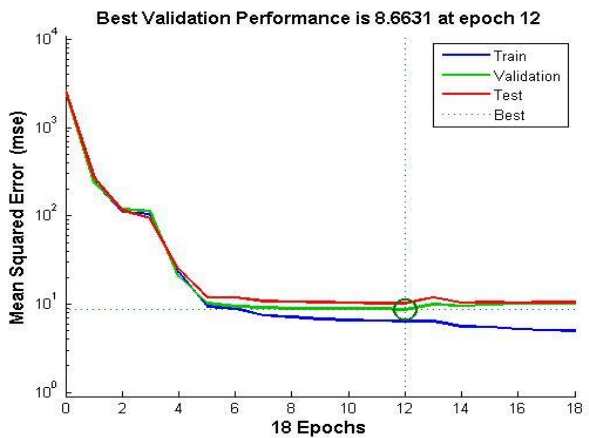 Best Validation Performance is 8.6631 at epoch 12
10^4
10^3
10^2
10^1
10^0
Mean Squared Error (mse)
Train
Validation
Test
Best
0 2 4 6 8 10 12 14 16 18
18 Epochs